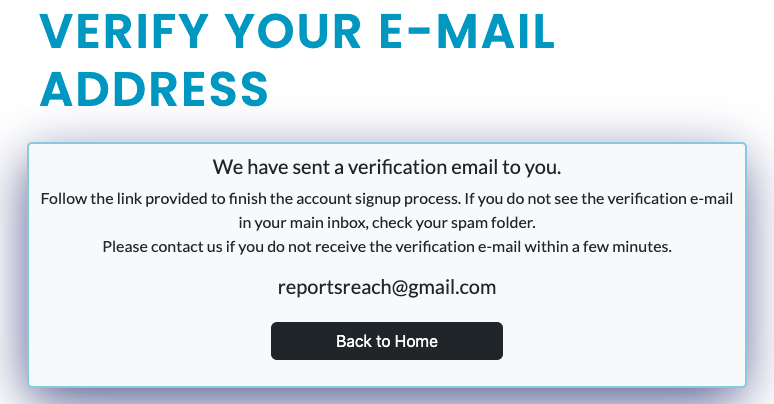 VERIFY YOUR E-MAIL
ADDRESS
We have sent a verification email to you.
Follow the link provided to finish the account signup process. If you do not see the verification e-mail
in your main inbox, check your spam folder.
Please contact us if you do not receive the verification e-mail within a few minutes.
reportsreach@gmail.com
Back to Home